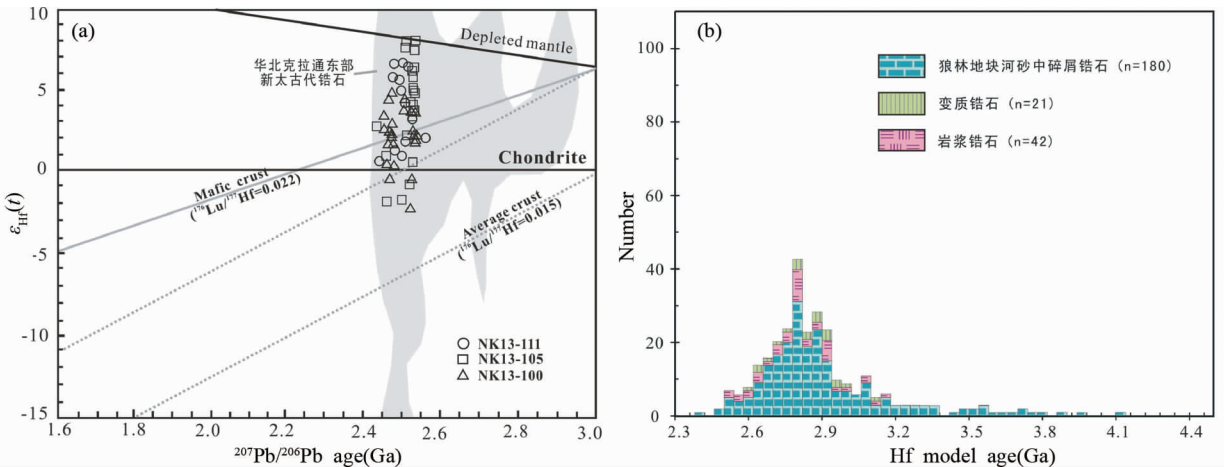 (a)
10
5
0
-5
-10
-15
εHf(t)
Depleted mantle
华北克拉通东部
新太古代锆石
Chondrite
Mafic crust
(¹⁷⁶Lu/¹⁷⁷Hf=0.022)
Average crust
(¹⁷⁶Lu/¹⁷⁷Hf=0.015)
NK13-111
NK13-105
NK13-100
1.6 1.8 2.0 2.2 2.4 2.6 2.8 3.0
²⁰⁷Pb/²⁰⁶Pb age(Ga)
(b)
100
80
60
40
20
0
Number
狼林地块河砂中碎屑锆石 (n=180)
变质锆石 (n=21)
岩浆锆石 (n=42)
2.3 2.6 2.9 3.2 3.5 3.8 4.1 4.4
Hf model age(Ga)